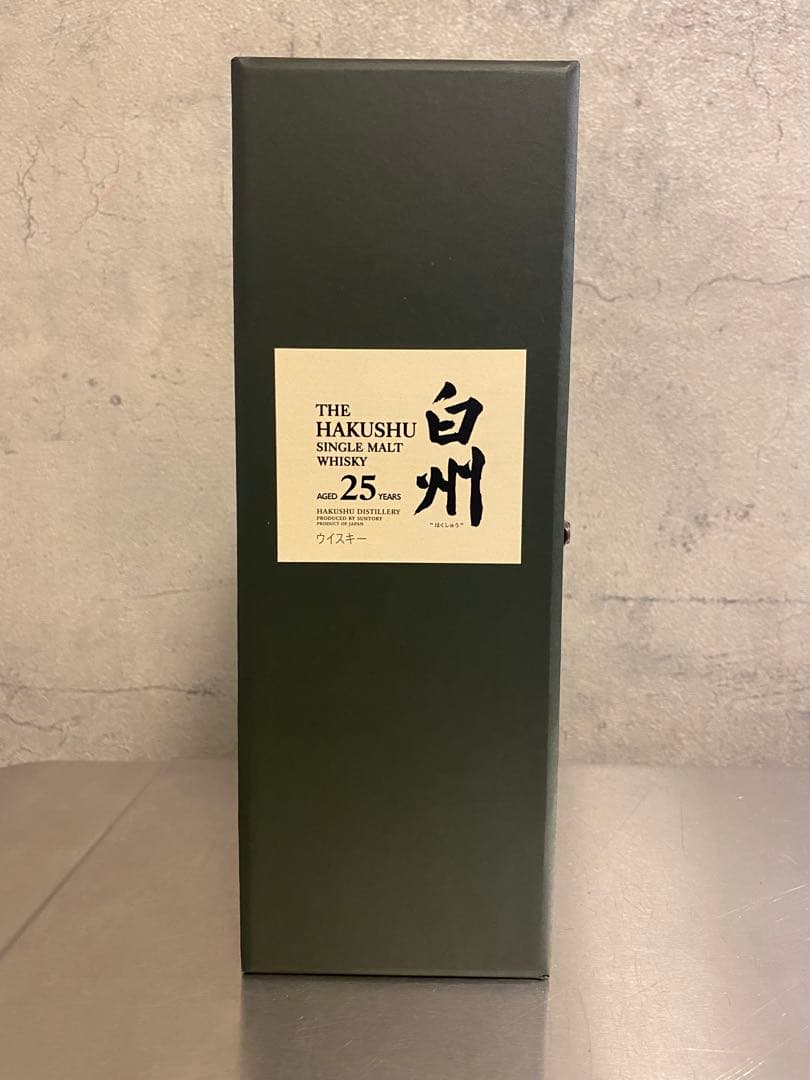 THE
HAKUSHU
SINGLE MALT
WHISKY
AGED 25 YEARS
HAKUSHU DISTILLERY
PRODUCED BY SUNTORY
PRODUCT OF JAPAN
ウイスキー
白州
"はくしゅう"